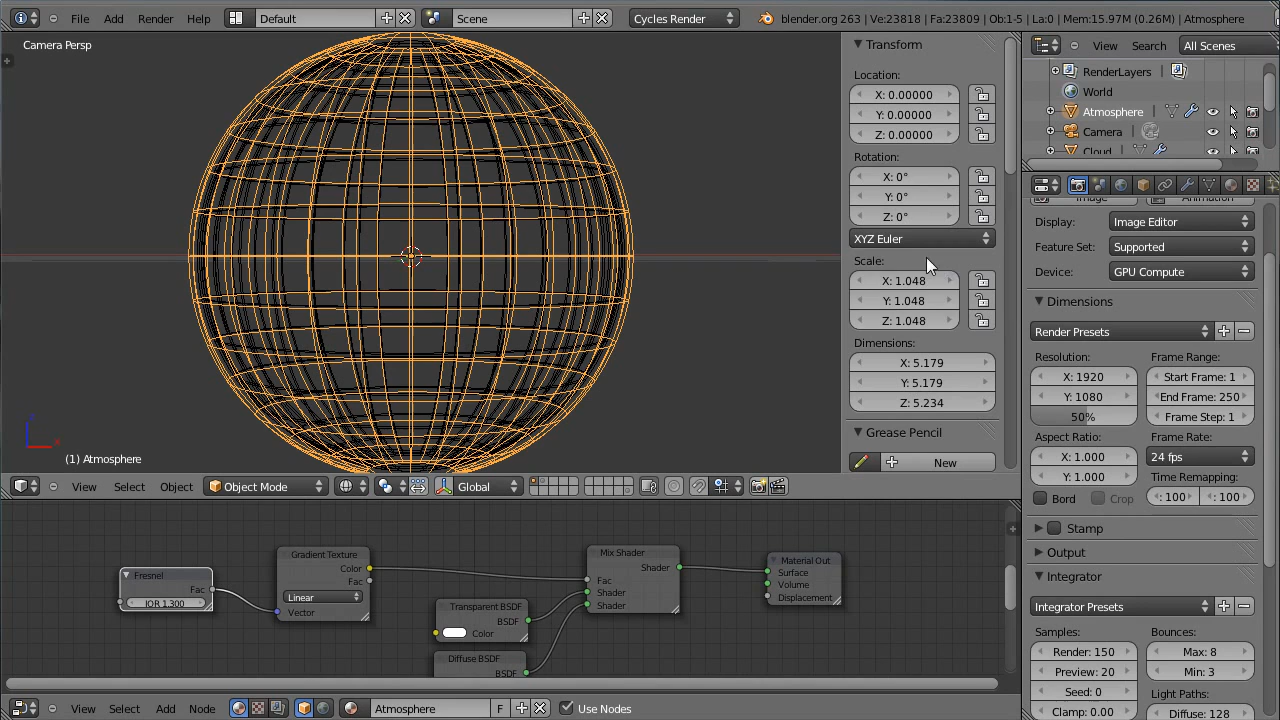 File Add Render Help Default Scene Cycles Render blender.org 263 | Ve:23818 | Fa:23809 | Ob:1-5 | La:0 | Mem:15.97M (0.26M) | Atmosphere
Camera Persp
(1) Atmosphere
Transform
Location:
X: 0.00000
Y: 0.00000
Z: 0.00000
Rotation:
X: 0°
Y: 0°
Z: 0°
XYZ Euler
Scale:
X: 1.048
Y: 1.048
Z: 1.048
Dimensions:
X: 5.179
Y: 5.179
Z: 5.234
Grease Pencil
New
View Search All Scenes
RenderLayers
World
Atmosphere
Camera
Cloud
Image Animation
Display: Image Editor
Feature Set: Supported
Device: GPU Compute
Dimensions
Render Presets
Resolution: Frame Range:
X: 1920 Start Frame: 1
Y: 1080 End Frame: 250
50% Frame Step: 1
Aspect Ratio: Frame Rate:
X: 1.000 24 fps
Y: 1.000 Time Remapping:
Bord Crop : 100 : 100
Stamp
Output
Integrator
Integrator Presets
Samples: Bounces:
Render: 150 Max: 8
Preview: 20 Min: 3
Seed: 0 Light Paths:
Clamp: 0.00 Diffuse: 128
View Select Object Object Mode Global
Fresnel
Fac
IOR 1.300
Gradient Texture
Color
Fac
Linear
Vector
Transparent BSDF
BSDF
Color
Diffuse BSDF
BSDF
Mix Shader
Shader
Fac
Shader
Shader
Material Out
Surface
Volume
Displacement
View Select Add Node Atmosphere F Use Nodes